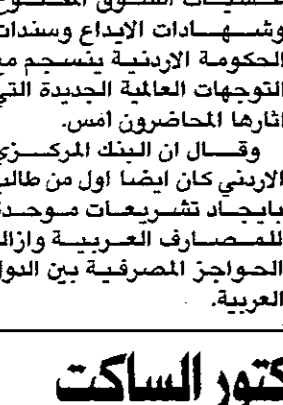 السوق
وشهادات الايداع وسندات
الحكومة الاردنية ينسجم مع
التوجهات العالمية الجديدة التي
اثارها المحاضرون امس.
وقال ان البنك المركزي
الاردني كان ايضا اول من طالب
بايجاد تشريعات موحدة
للمصارف العربية وازالة
الحواجز المصرفية بين الدول
العربية.
الساكت